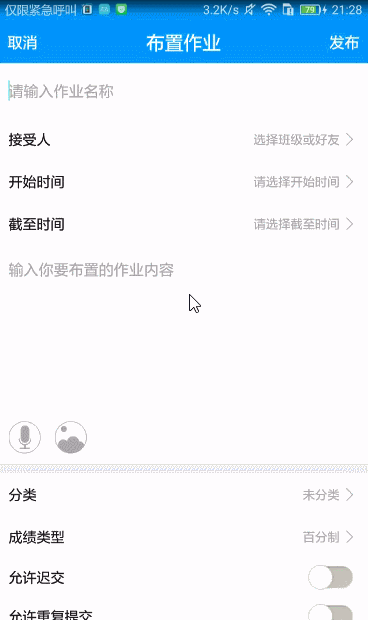 仅限紧急呼叫 3.2K/s 79 21:28
取消 布置作业 发布
请输入作业名称
接受人 选择班级或好友
开始时间 请选择开始时间
截至时间 请选择截至时间
输入你要布置的作业内容
分类 未分类
成绩类型 百分制
允许迟交
允许重复提交